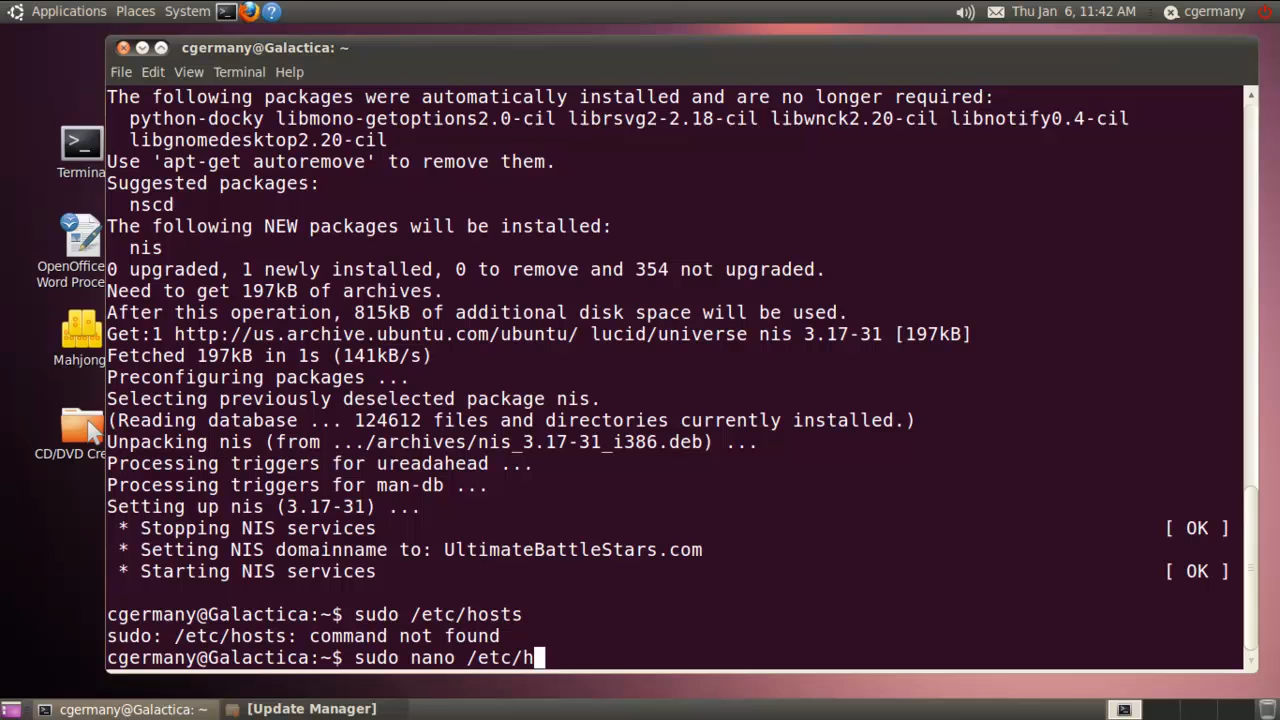 Applications Places System
Thu Jan 6, 11:42 AM
cgermany
cgermany@Galactica: ~
File Edit View Terminal Help
The following packages were automatically installed and are no longer required:
python-docky libmono-getoptions2.0-cil librsvg2-2.18-cil libwnck2.20-cil libnotify0.4-cil
libgnomedesktop2.20-cil
Use 'apt-get autoremove' to remove them.
Suggested packages:
nscd
The following NEW packages will be installed:
nis
0 upgraded, 1 newly installed, 0 to remove and 354 not upgraded.
Need to get 197kB of archives.
After this operation, 815kB of additional disk space will be used.
Get:1 http://us.archive.ubuntu.com/ubuntu/ lucid/universe nis 3.17-31 [197kB]
Fetched 197kB in 1s (141kB/s)
Preconfiguring packages ...
Selecting previously deselected package nis.
(Reading database ... 124612 files and directories currently installed.)
Unpacking nis (from .../archives/nis_3.17-31_i386.deb) ...
Processing triggers for ureadahead ...
Processing triggers for man-db ...
Setting up nis (3.17-31) ...
* Stopping NIS services [ OK ]
* Setting NIS domainname to: UltimateBattleStars.com
* Starting NIS services [ OK ]
cgermany@Galactica:~$ sudo /etc/hosts
sudo: /etc/hosts: command not found
cgermany@Galactica:~$ sudo nano /etc/h
Termina
OpenOffice
Word Proce
Mahjong
CD/DVD Cre
cgermany@Galactica: ~
[Update Manager]